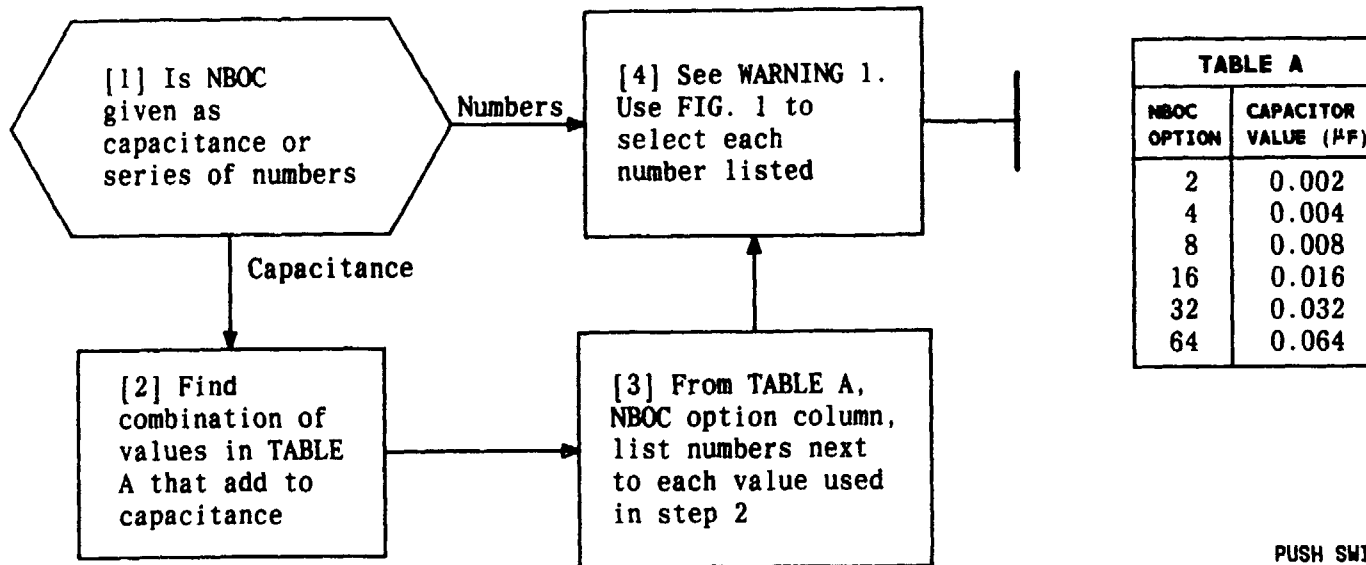 [1] Is NBOC
given as
capacitance or
series of numbers
Numbers
[4] See WARNING 1.
Use FIG. 1 to
select each
number listed
Capacitance
[2] Find
combination of
values in TABLE
A that add to
capacitance
[3] From TABLE A,
NBOC option column,
list numbers next
to each value used
in step 2
TABLE A
NBOC OPTION CAPACITOR VALUE (µF)
2 0.002
4 0.004
8 0.008
16 0.016
32 0.032
64 0.064
PUSH SWI